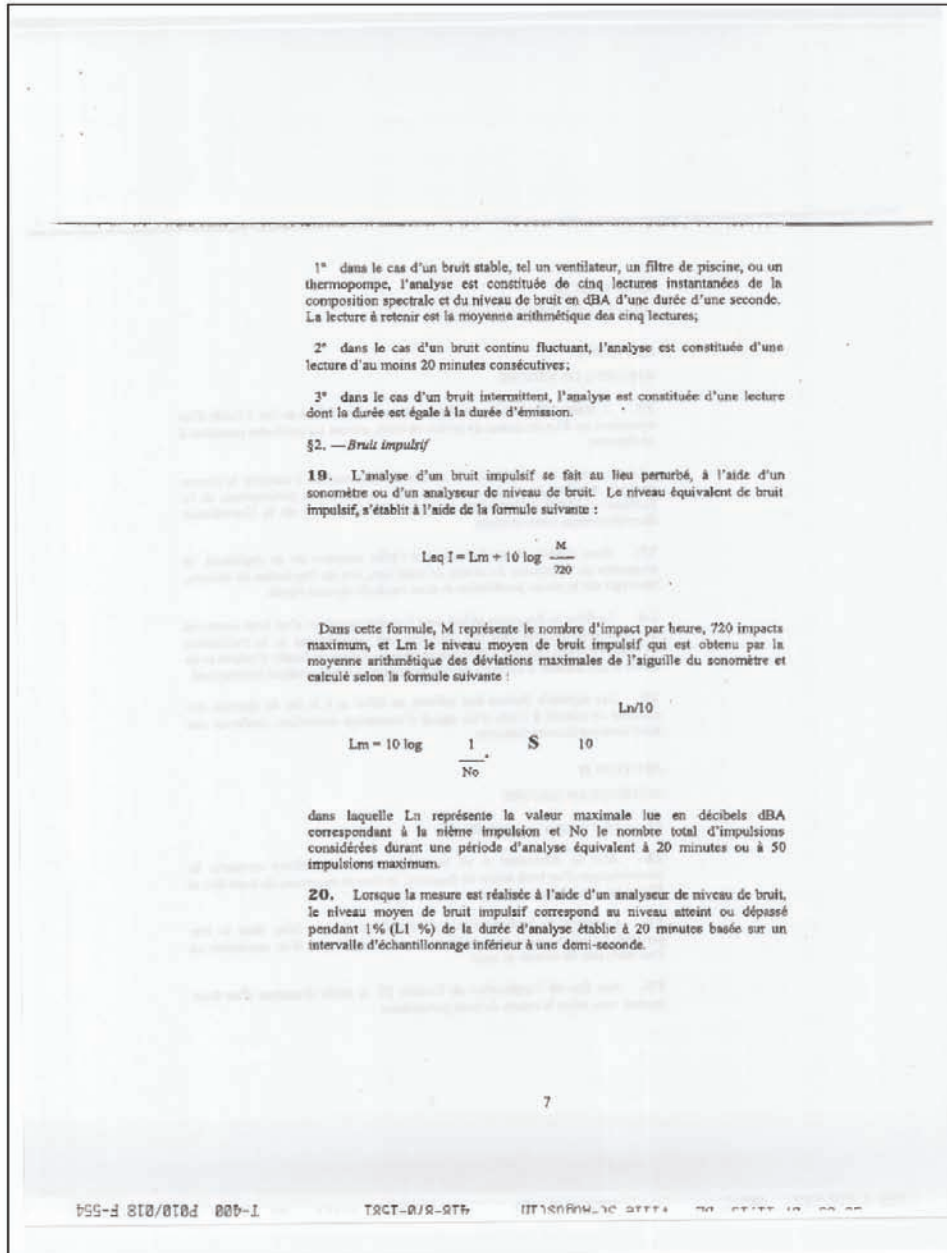 1° dans le cas d'un bruit stable, tel un ventilateur, un filtre de piscine, ou un
thermopompe, l'analyse est constituée de cinq lectures instantanées de la
composition spectrale et du niveau de bruit en dBA d'une durée d'une seconde.
La lecture à retenir est la moyenne arithmétique des cinq lectures;
2° dans le cas d'un bruit continu fluctuant, l'analyse est constituée d'une
lecture d'au moins 20 minutes consécutives;
3° dans le cas d'un bruit intermittent, l'analyse est constituée d'une lecture
dont la durée est égale à la durée d'émission.
§2. —Bruit impulsif
19. L'analyse d'un bruit impulsif se fait au lieu perturbé, à l'aide d'un
sonomètre ou d'un analyseur de niveau de bruit. Le niveau équivalent de bruit
impulsif, s'établit à l'aide de la formule suivante :
Leq I = Lm + 10 log M
720
Dans cette formule, M représente le nombre d'impact par heure, 720 impacts
maximum, et Lm le niveau moyen de bruit impulsif qui est obtenu par la
moyenne arithmétique des déviations maximales de l'aiguille du sonomètre et
calculé selon la formule suivante :
Ln/10
Lm = 10 log 1 S 10
No
dans laquelle Ln représente la valeur maximale lue en décibels dBA
correspondant à la nième impulsion et No le nombre total d'impulsions
considérées durant une période d'analyse équivalent à 20 minutes ou à 50
impulsions maximum.
20. Lorsque la mesure est réalisée à l'aide d'un analyseur de niveau de bruit,
le niveau moyen de bruit impulsif correspond au niveau atteint ou dépassé
pendant 1% (L1 %) de la durée d'analyse établie à 20 minutes basée sur un
intervalle d'échantillonnage inférieur à une demi-seconde.
7
T-400 P010/018 F-554